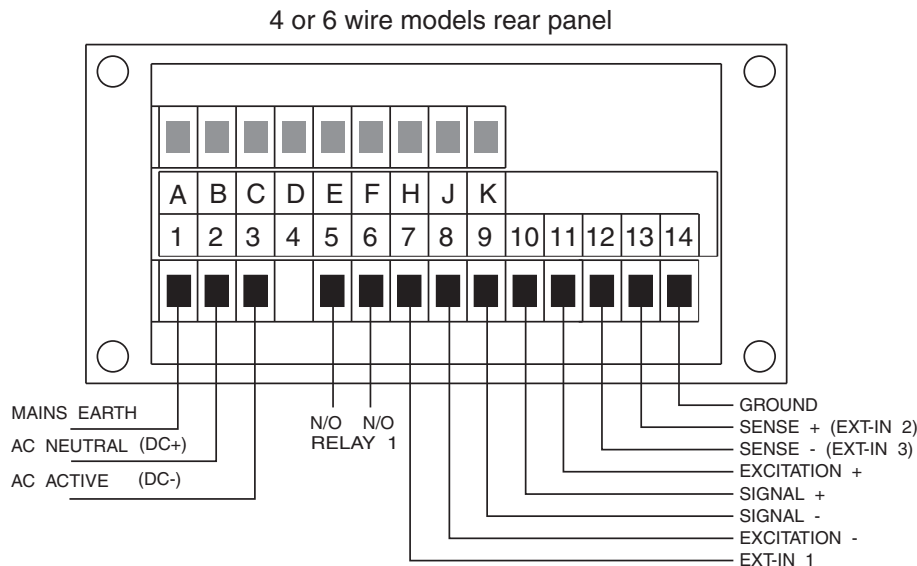 4 or 6 wire models rear panel
A B C D E F H J K
1 2 3 4 5 6 7 8 9 10 11 12 13 14
MAINS EARTH
AC NEUTRAL (DC+)
AC ACTIVE (DC-)
N/O N/O
RELAY 1
GROUND
SENSE + (EXT-IN 2)
SENSE - (EXT-IN 3)
EXCITATION +
SIGNAL +
SIGNAL -
EXCITATION -
EXT-IN 1